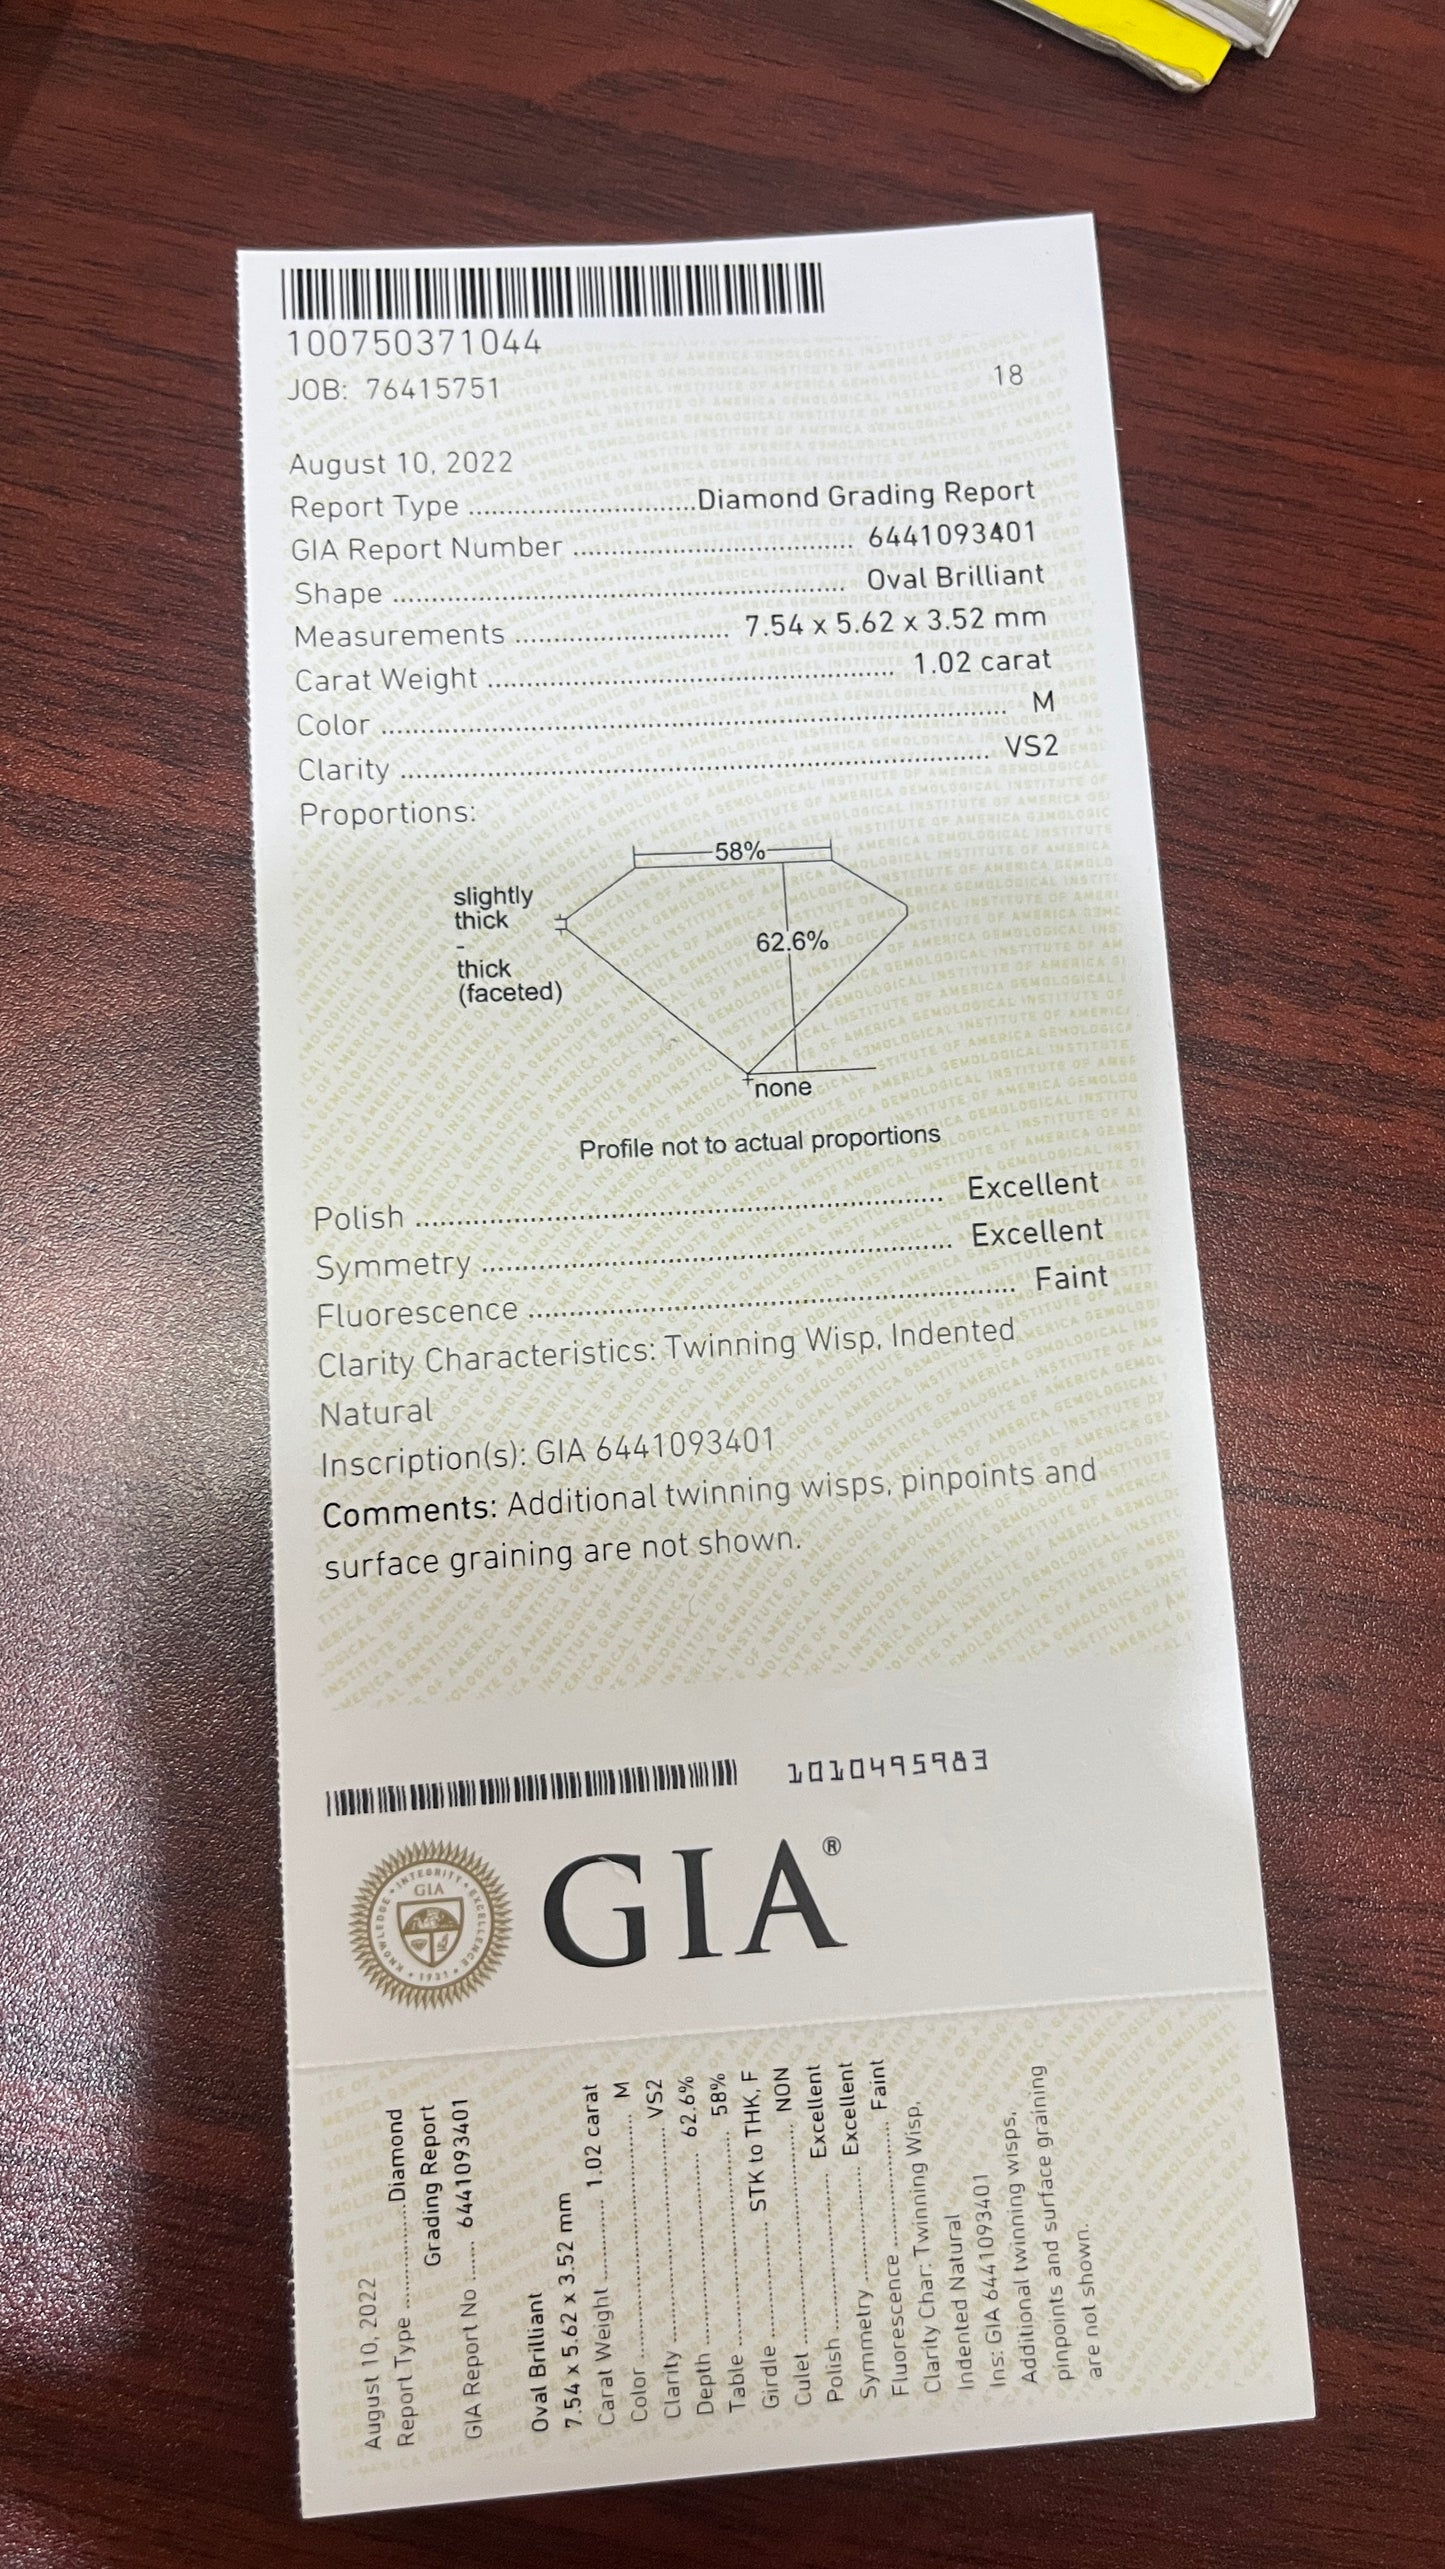 100750371044
JOB: 76415751
18
August 10, 2022
Report Type ............................. Diamond Grading Report
GIA Report Number ................................... 6441093401
Shape ......................................................... Oval Brilliant
Measurements ........................... 7.54 x 5.62 x 3.52 mm
Carat Weight .................................................... 1.02 carat
Color ............................................................................... M
Clarity ......................................................................... VS2
Proportions:
58%
slightly
thick
-
thick
(faceted)
62.6%
none
Profile not to actual proportions
Polish .................................................................. Excellent
Symmetry .......................................................... Excellent
Fluorescence ............................................................. Faint
Clarity Characteristics: Twinning Wisp, Indented
Natural
Inscription(s): GIA 6441093401
Comments: Additional twinning wisps, pinpoints and
surface graining are not shown.
1010495983
KNOWLEDGE • INTEGRITY • EXCELLENCE
GIA
• 1931 •
GIA®
August 10, 2022
Report Type .............. Diamond
Grading Report
GIA Report No ...... 6441093401
Oval Brilliant
7.54 x 5.62 x 3.52 mm
Carat Weight ............ 1.02 carat
Color ..................................... M
Clarity ................................ VS2
Depth ............................. 62.6%
Table ................................. 58%
Girdle ................. STK to THK, F
Culet ................................ NON
Polish ........................ Excellent
Symmetry ................. Excellent
Fluorescence .................. Faint
Clarity Char: Twinning Wisp,
Indented Natural
Ins: GIA 6441093401
Additional twinning wisps,
pinpoints and surface graining
are not shown.